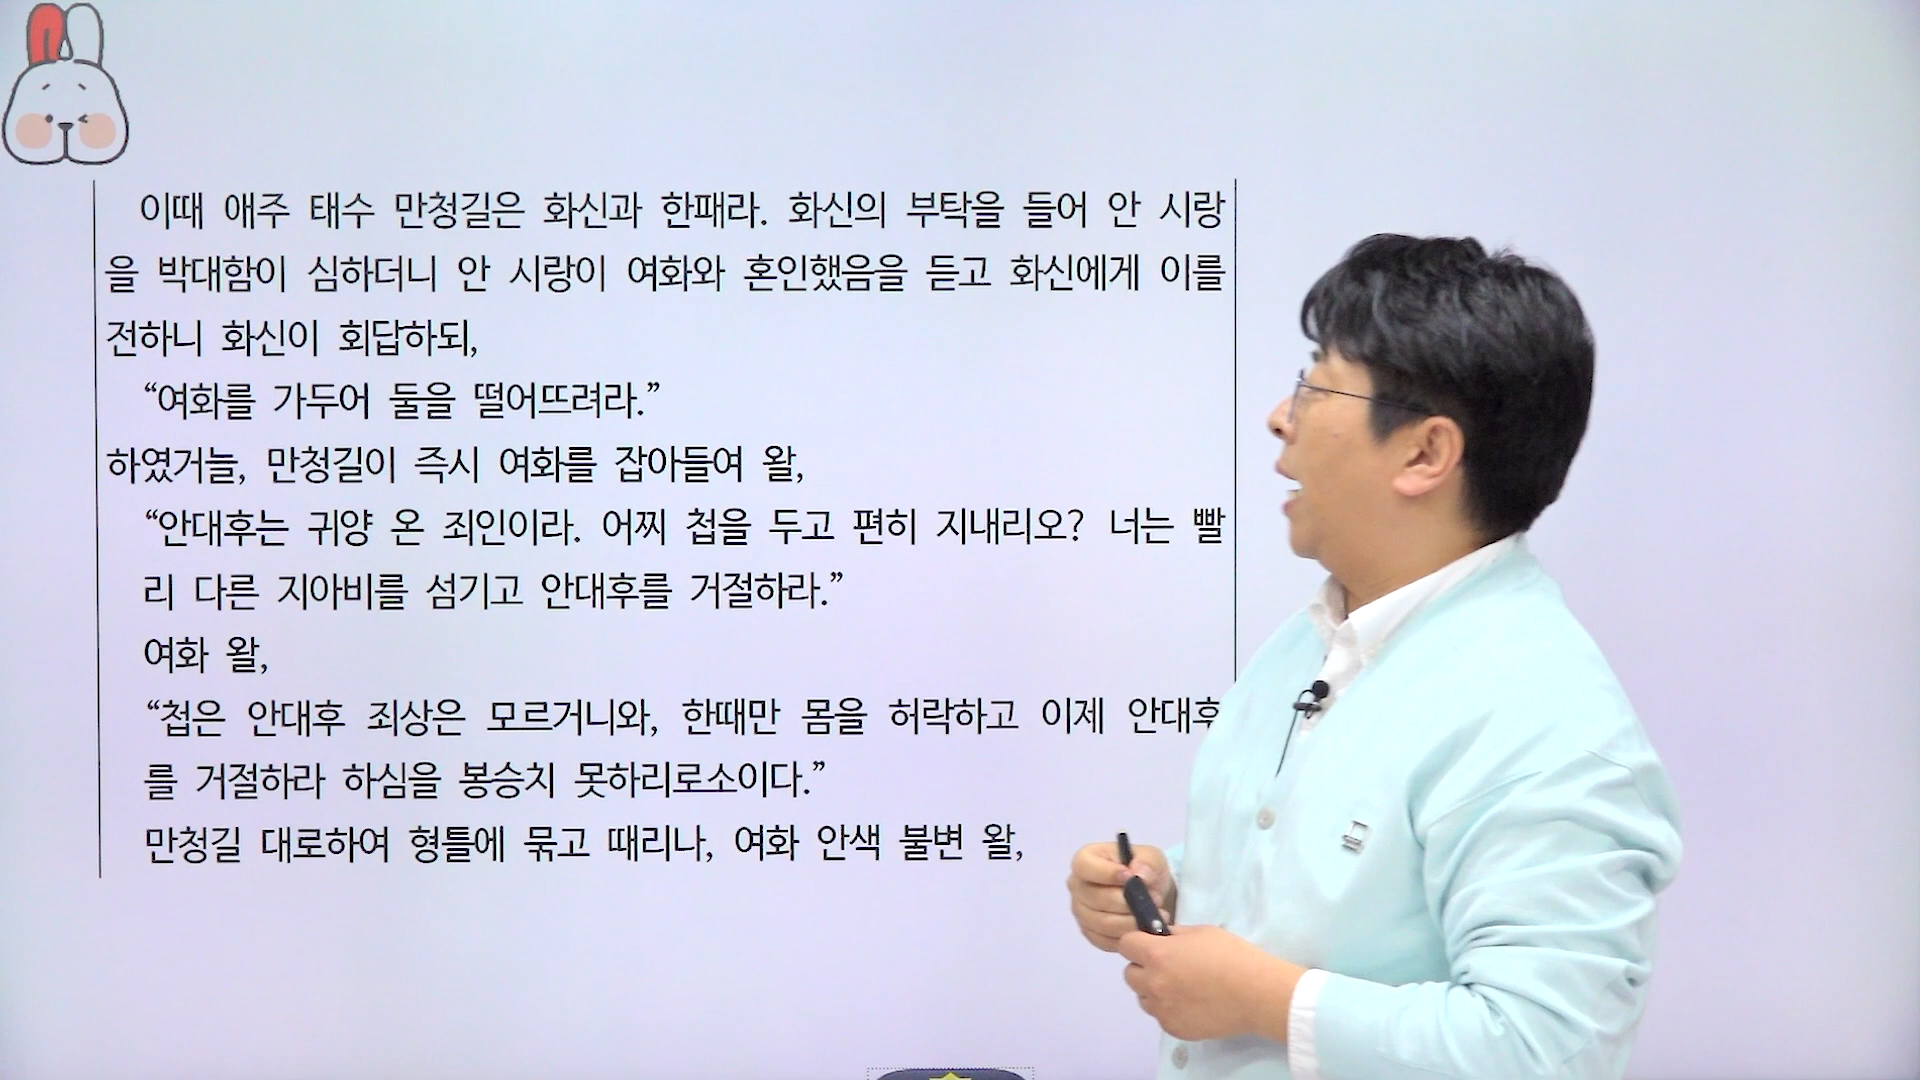 이때 애주 태수 만청길은 화신과 한패라. 화신의 부탁을 들어 안 시랑
을 박대함이 심하더니 안 시랑이 여화와 혼인했음을 듣고 화신에게 이를
전하니 화신이 회답하되,
“여화를 가두어 둘을 떨어뜨려라.”
하였거늘, 만청길이 즉시 여화를 잡아들여 왈,
“안대후는 귀양 온 죄인이라. 어찌 첩을 두고 편히 지내리오? 너는 빨
리 다른 지아비를 섬기고 안대후를 거절하라.”
여화 왈,
“첩은 안대후 죄상은 모르거니와, 한때만 몸을 허락하고 이제 안대후
를 거절하라 하심을 봉승치 못하리로소이다.”
만청길 대로하여 형틀에 묶고 때리나, 여화 안색 불변 왈,